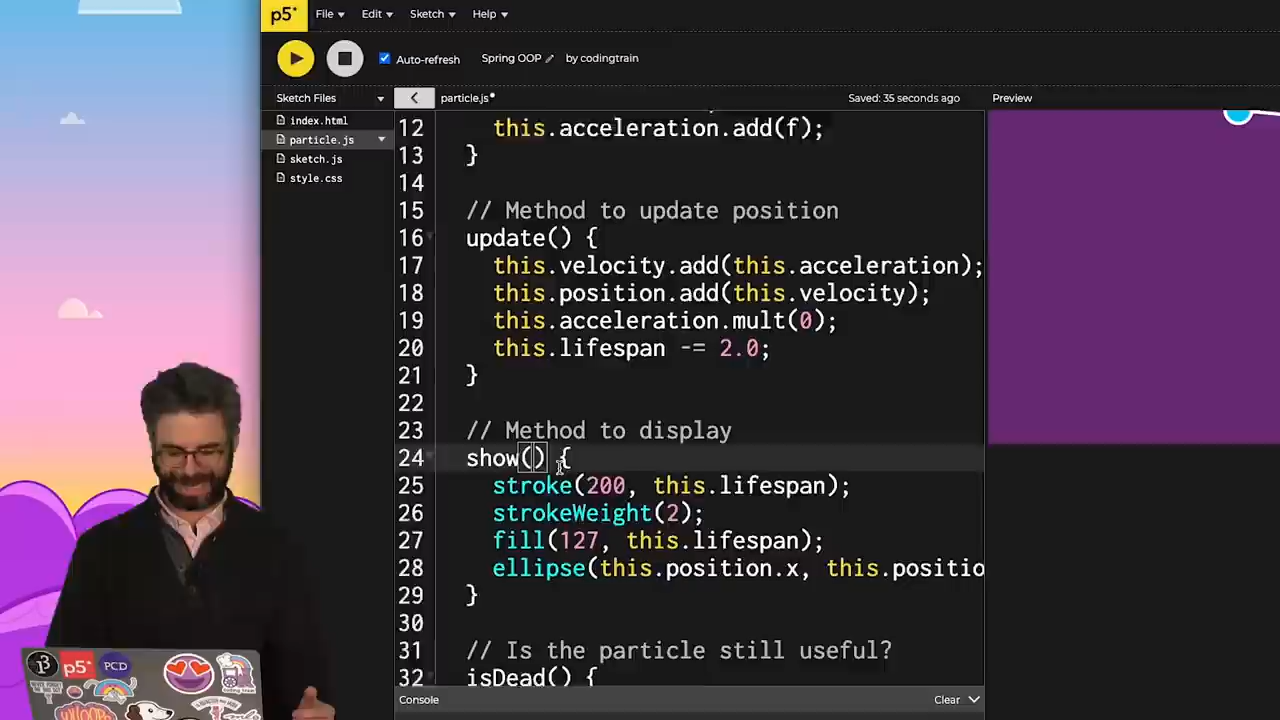 p5*
File
Edit
Sketch
Help
Auto-refresh
Spring OOP
by codingtrain
Sketch Files
particle.js
Saved: 35 seconds ago
Preview
index.html
particle.js
sketch.js
style.css
12 this.acceleration.add(f);
13 }
14
15 // Method to update position
16 update() {
17 this.velocity.add(this.acceleration);
18 this.position.add(this.velocity);
19 this.acceleration.mult(0);
20 this.lifespan -= 2.0;
21 }
22
23 // Method to display
24 show() {
25 stroke(200, this.lifespan);
26 strokeWeight(2);
27 fill(127, this.lifespan);
28 ellipse(this.position.x, this.positio
29 }
30
31 // Is the particle still useful?
32 isDead() {
Console
Clear
p5*
PCD
WHOOPS